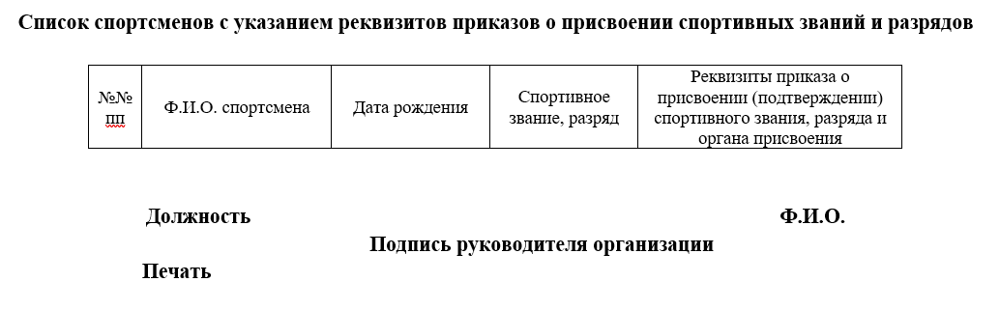 Список спортсменов с указанием реквизитов приказов о присвоении спортивных званий и разрядов
№№
пп
Ф.И.О. спортсмена
Дата рождения
Спортивное
звание, разряд
Реквизиты приказа о
присвоении (подтверждении)
спортивного звания, разряда и
органа присвоения
Должность
Ф.И.О.
Подпись руководителя организации
Печать